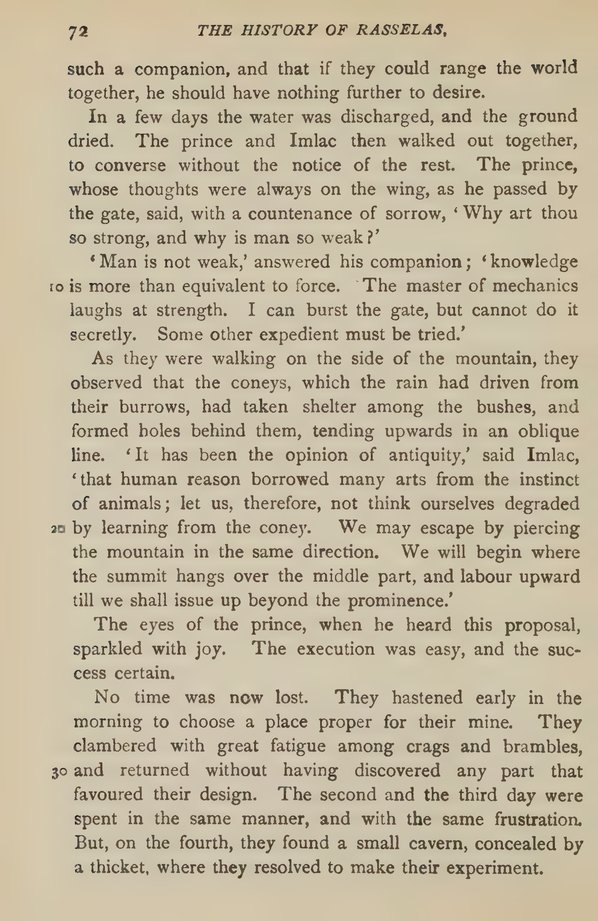 72 THE HISTORY OF RASSELAS,
such a companion, and that if they could range the world
together, he should have nothing further to desire.
In a few days the water was discharged, and the ground
dried. The prince and Imlac then walked out together,
to converse without the notice of the rest. The prince,
whose thoughts were always on the wing, as he passed by
the gate, said, with a countenance of sorrow, ‘Why art thou
so strong, and why is man so weak?’
‘Man is not weak,’ answered his companion; ‘knowledge
10 is more than equivalent to force. The master of mechanics
laughs at strength. I can burst the gate, but cannot do it
secretly. Some other expedient must be tried.’
As they were walking on the side of the mountain, they
observed that the coneys, which the rain had driven from
their burrows, had taken shelter among the bushes, and
formed holes behind them, tending upwards in an oblique
line. ‘It has been the opinion of antiquity,’ said Imlac,
‘that human reason borrowed many arts from the instinct
of animals; let us, therefore, not think ourselves degraded
20 by learning from the coney. We may escape by piercing
the mountain in the same direction. We will begin where
the summit hangs over the middle part, and labour upward
till we shall issue up beyond the prominence.’
The eyes of the prince, when he heard this proposal,
sparkled with joy. The execution was easy, and the suc-
cess certain.
No time was now lost. They hastened early in the
morning to choose a place proper for their mine. They
clambered with great fatigue among crags and brambles,
30 and returned without having discovered any part that
favoured their design. The second and the third day were
spent in the same manner, and with the same frustration.
But, on the fourth, they found a small cavern, concealed by
a thicket, where they resolved to make their experiment.